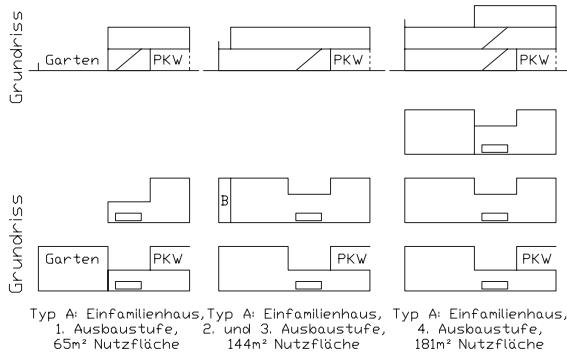 Grundriss
Garten
PKW
PKW
PKW
Grundriss
B
Garten
PKW
PKW
PKW
Typ A: Einfamilienhaus,
1. Ausbaustufe,
65m² Nutzfläche
Typ A: Einfamilienhaus,
2. und 3. Ausbaustufe,
144m² Nutzfläche
Typ A: Einfamilienhaus,
4. Ausbaustufe,
181m² Nutzfläche